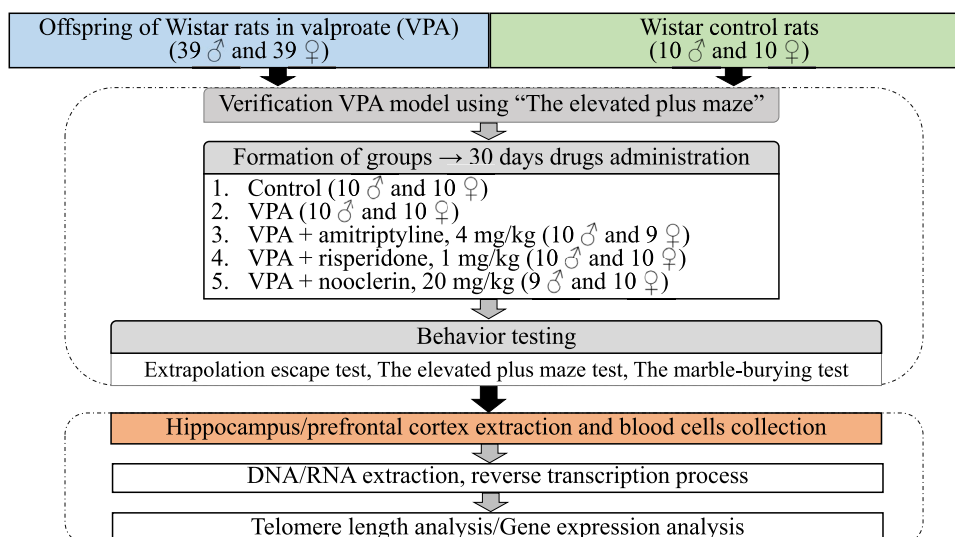 Offspring of Wistar rats in valproate (VPA)
(39 ♂ and 39 ♀)
Wistar control rats
(10 ♂ and 10 ♀)
Verification VPA model using “The elevated plus maze”
Formation of groups → 30 days drugs administration
1. Control (10 ♂ and 10 ♀)
2. VPA (10 ♂ and 10 ♀)
3. VPA + amitriptyline, 4 mg/kg (10 ♂ and 9 ♀)
4. VPA + risperidone, 1 mg/kg (10 ♂ and 10 ♀)
5. VPA + nooclerin, 20 mg/kg (9 ♂ and 10 ♀)
Behavior testing
Extrapolation escape test, The elevated plus maze test, The marble-burying test
Hippocampus/prefrontal cortex extraction and blood cells collection
DNA/RNA extraction, reverse transcription process
Telomere length analysis/Gene expression analysis